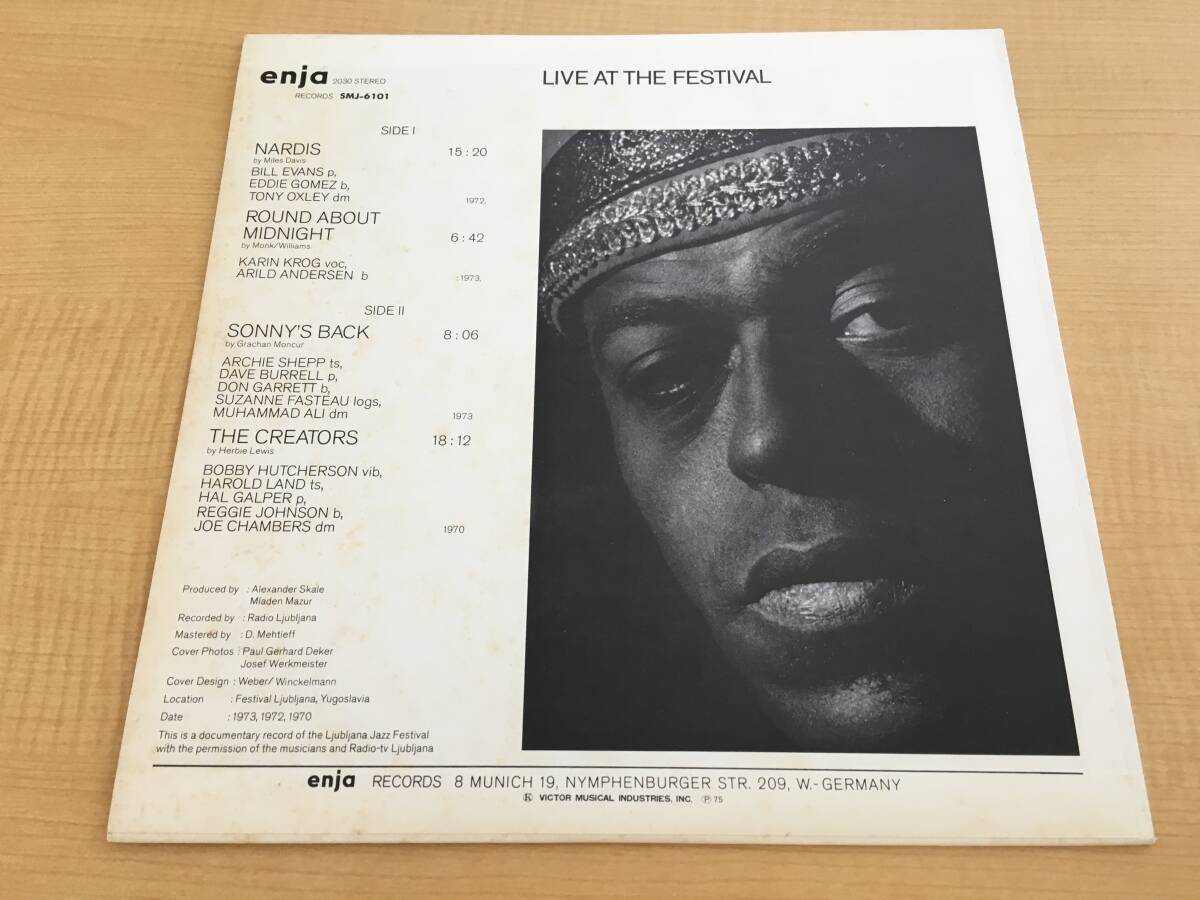 enja 2030 STEREO
RECORDS SMJ-6101
LIVE AT THE FESTIVAL
SIDE I
NARDIS 15:20
by Miles Davis
BILL EVANS p,
EDDIE GOMEZ b,
TONY OXLEY dm 1972,
ROUND ABOUT
MIDNIGHT 6:42
by Monk/Williams
KARIN KROG voc,
ARILD ANDERSEN b :1973,
SIDE II
SONNY'S BACK 8:06
by Grachan Moncur
ARCHIE SHEPP ts,
DAVE BURRELL p,
DON GARRETT b,
SUZANNE FASTEAU logs,
MUHAMMAD ALI dm 1973
THE CREATORS 18:12
by Herbie Lewis
BOBBY HUTCHERSON vib,
HAROLD LAND ts,
HAL GALPER p,
REGGIE JOHNSON b,
JOE CHAMBERS dm 1970
Produced by : Alexander Skale
Mladen Mazur
Recorded by : Radio Ljubljana
Mastered by : D. Mehtieff
Cover Photos : Paul Gerhard Deker
Josef Werkmeister
Cover Design : Weber/ Winckelmann
Location : Festival Ljubljana, Yugoslavia
Date : 1973, 1972, 1970
This is a documentary record of the Ljubljana Jazz Festival
with the permission of the musicians and Radio-tv Ljubljana
enja RECORDS 8 MUNICH 19, NYMPHENBURGER STR. 209, W.- GERMANY
Ⓚ VICTOR MUSICAL INDUSTRIES, INC. Ⓟ 75